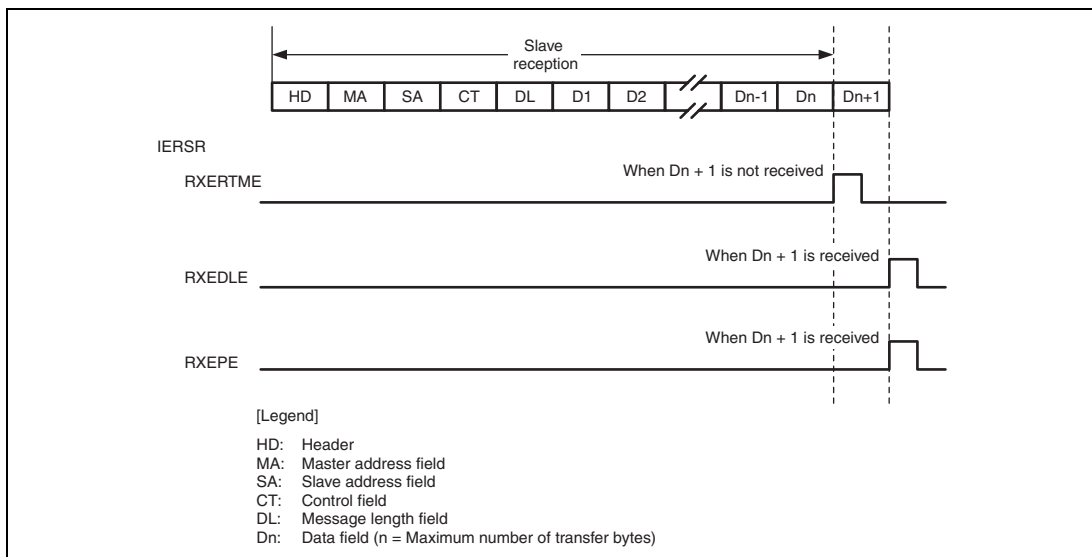 Slave
reception
HD MA SA CT DL D1 D2 Dn-1 Dn Dn+1
IERSR
When Dn + 1 is not received
RXERTME
When Dn + 1 is received
RXEDLE
When Dn + 1 is received
RXEPE
[Legend]
HD: Header
MA: Master address field
SA: Slave address field
CT: Control field
DL: Message length field
Dn: Data field (n = Maximum number of transfer bytes)